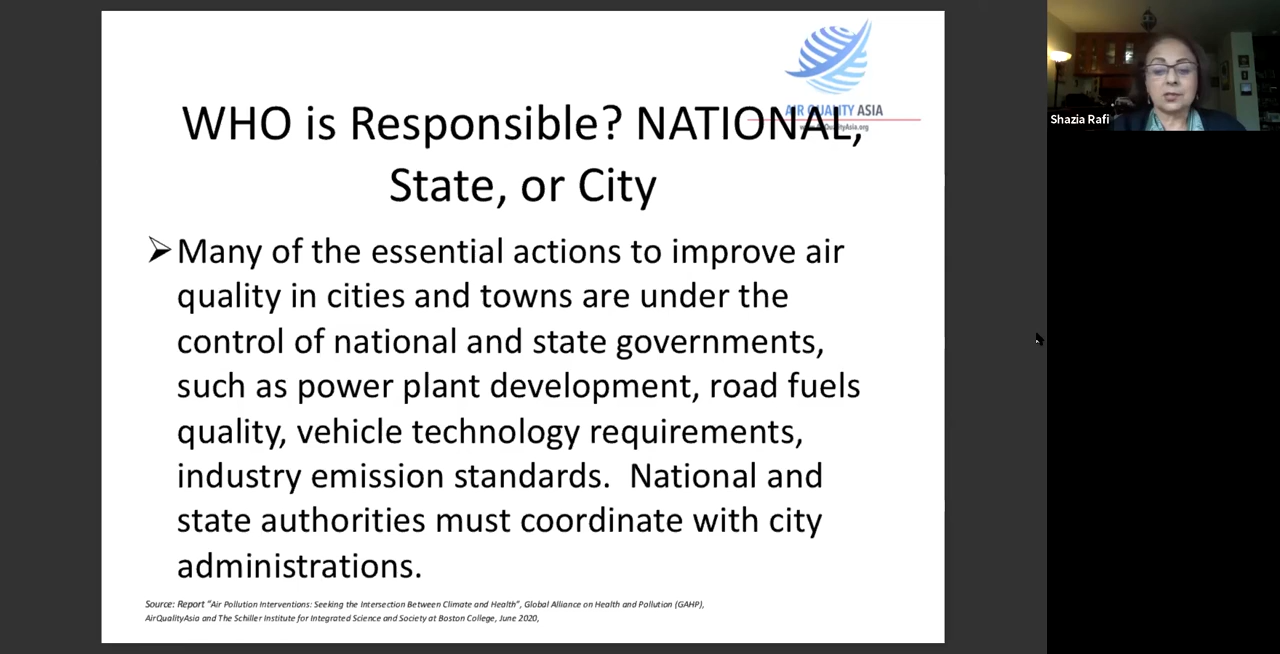 AIR QUALITY ASIA
WHO is Responsible? NATIONAL,
State, or City
➢Many of the essential actions to improve air
quality in cities and towns are under the
control of national and state governments,
such as power plant development, road fuels
quality, vehicle technology requirements,
industry emission standards.  National and
state authorities must coordinate with city
administrations.
Source: Report “Air Pollution Interventions: Seeking the Intersection Between Climate and Health”, Global Alliance on Health and Pollution (GAHP),
AirQualityAsia and The Schiller Institute for Integrated Science and Society at Boston College, June 2020,
Shazia Rafi